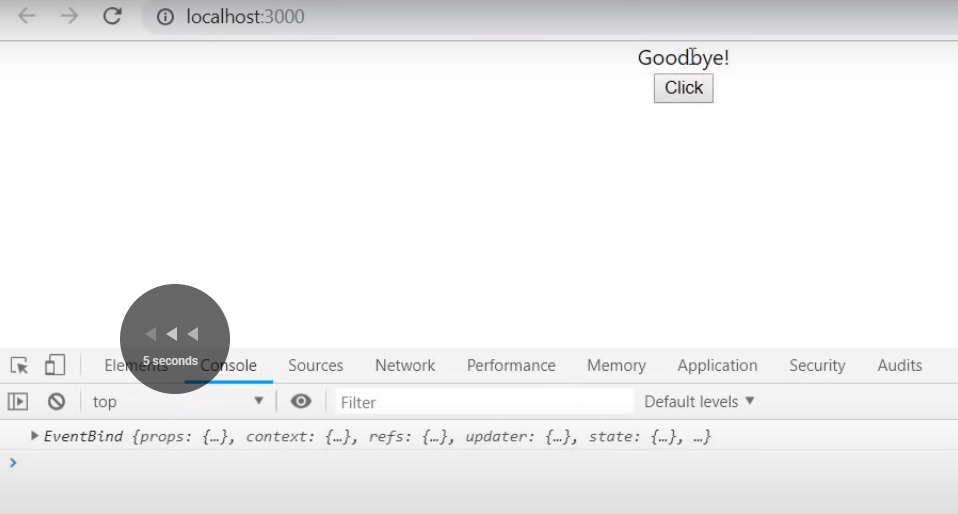 localhost:3000
Goodbye!
Click
5 seconds
Elements Console Sources Network Performance Memory Application Security Audits
top Filter Default levels
EventBind {props: {…}, context: {…}, refs: {…}, updater: {…}, state: {…}, …}